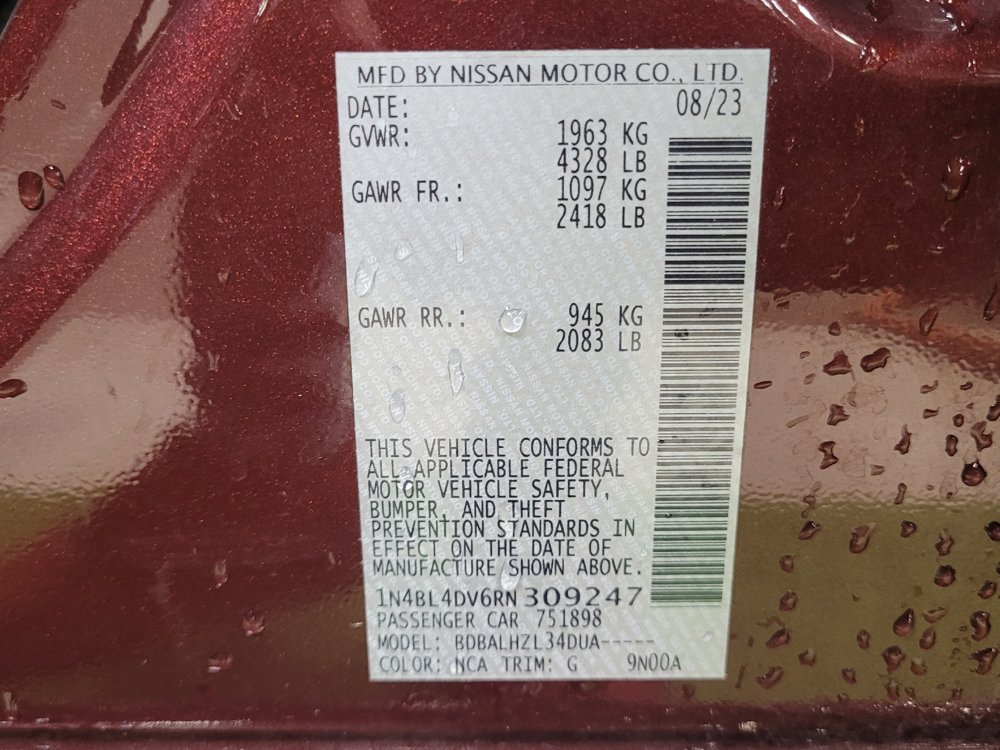 MFD BY NISSAN MOTOR CO., LTD.
DATE: 08/23
GVWR: 1963 KG
4328 LB
GAWR FR.: 1097 KG
2418 LB
GAWR RR.: 945 KG
2083 LB
THIS VEHICLE CONFORMS TO
ALL APPLICABLE FEDERAL
MOTOR VEHICLE SAFETY,
BUMPER, AND THEFT
PREVENTION STANDARDS IN
EFFECT ON THE DATE OF
MANUFACTURE SHOWN ABOVE.
1N4BL4DV6RN309247
PASSENGER CAR 751898
MODEL: BDBALHZL34DUA-----
COLOR: NCA TRIM: G 9N00A